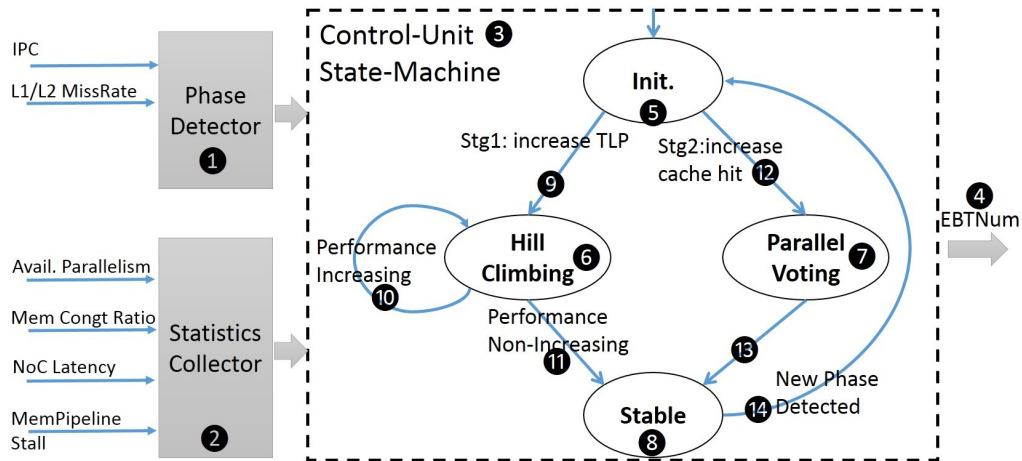 IPC
L1/L2 MissRate
Phase
Detector
1
Avail. Parallelism
Mem Congt Ratio
NoC Latency
MemPipeline
Stall
Statistics
Collector
2
Control-Unit 3
State-Machine
Init.
5
Stg1: increase TLP
9
Stg2:increase
cache hit 12
Performance
Increasing
10
Hill
Climbing 6
Parallel
Voting 7
Performance
Non-Increasing
11
13
Stable
8
New Phase
14 Detected
4
EBTNum